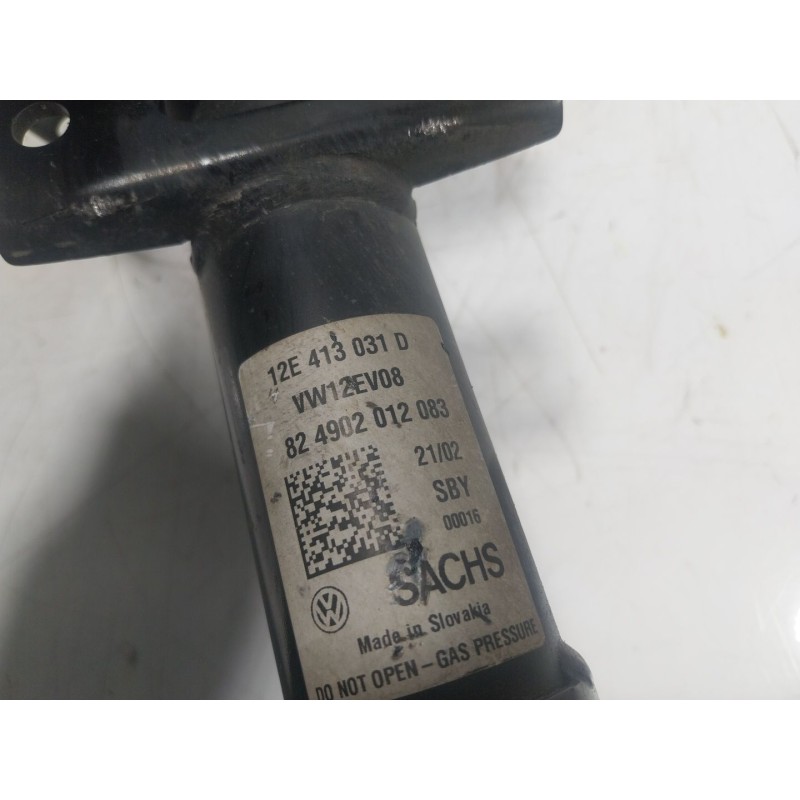 12E 413 031 D
VW12EV08
82 4902 012 083
21/02
SBY
00016
SACHS
VW
Made in Slovakia
DO NOT OPEN – GAS PRESSURE